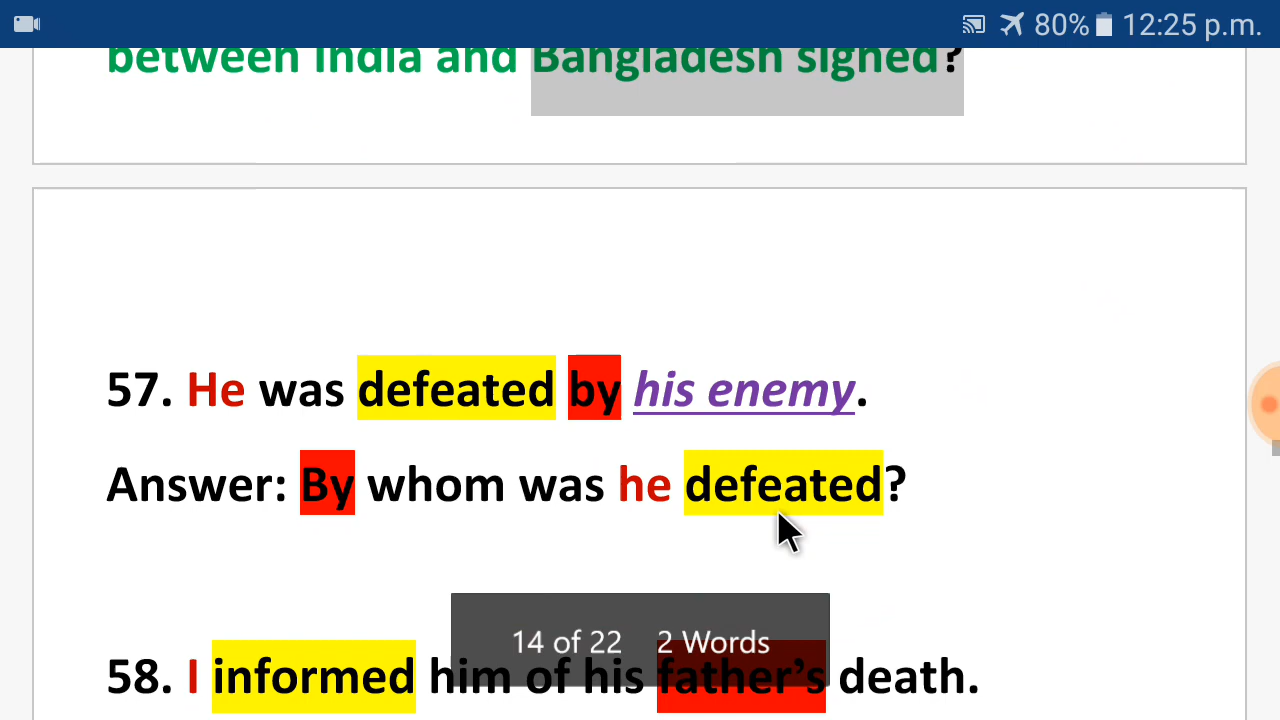 80% 12:25 p.m.
between India and Bangladesh signed?
57. He was defeated by his enemy.
Answer: By whom was he defeated?
14 of 22 2 Words
58. I informed him of his father's death.